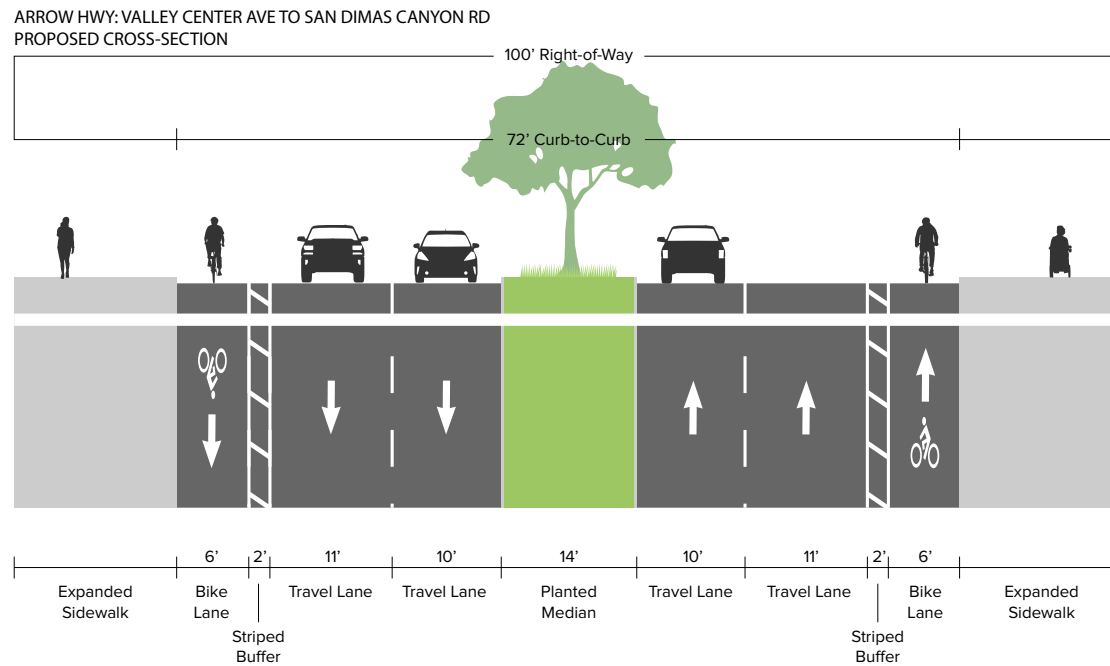 ARROW HWY: VALLEY CENTER AVE TO SAN DIMAS CANYON RD
PROPOSED CROSS-SECTION
100’ Right-of-Way
72’ Curb-to-Curb
6’ 2’ 11’ 10’ 14’ 10’ 11’ 2’ 6’
Expanded Bike Travel Lane Travel Lane Planted Travel Lane Travel Lane Bike Expanded
Sidewalk Lane Median Lane Sidewalk
Striped Striped
Buffer Buffer